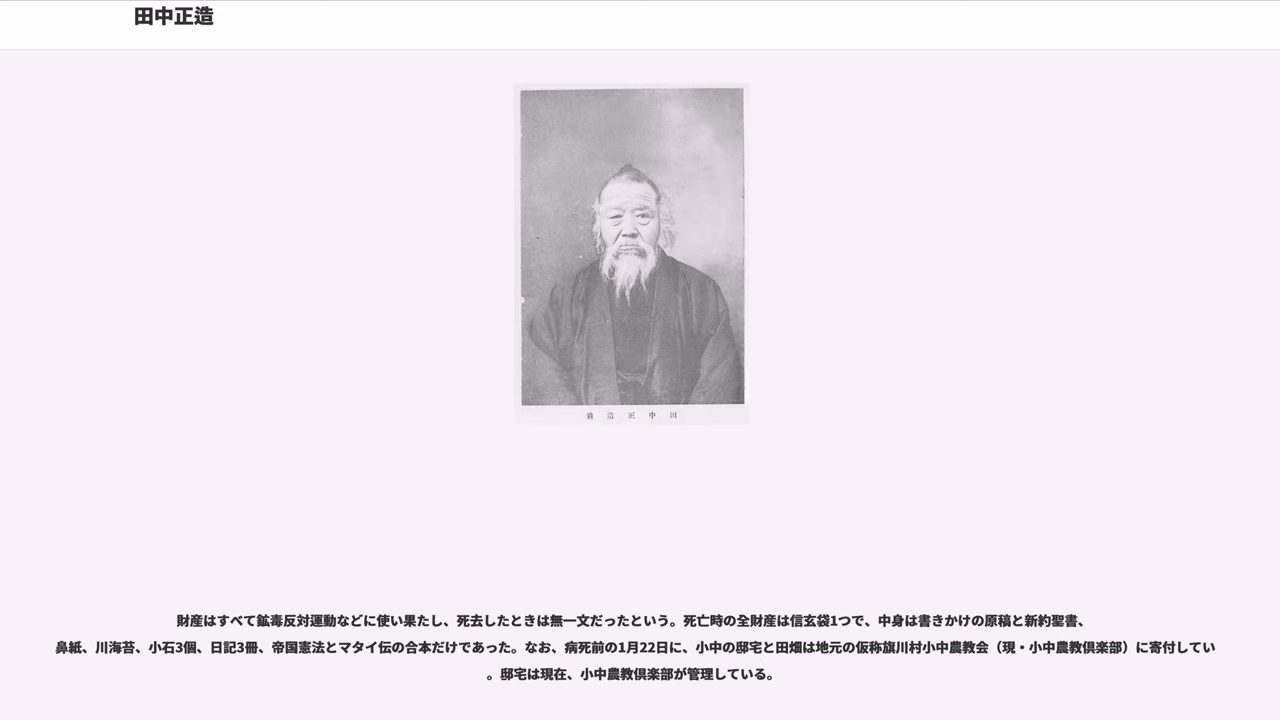 田中正造
翁造正中田
財産はすべて鉱毒反対運動などに使い果たし、死去したときは無一文だったという。死亡時の全財産は信玄袋1つで、中身は書きかけの原稿と新約聖書、
鼻紙、川海苔、小石3個、日記3冊、帝国憲法とマタイ伝の合本だけであった。なお、病死前の1月22日に、小中の邸宅と田畑は地元の仮称旗川村小中農教会（現・小中農教倶楽部）に寄付してい
。邸宅は現在、小中農教倶楽部が管理している。